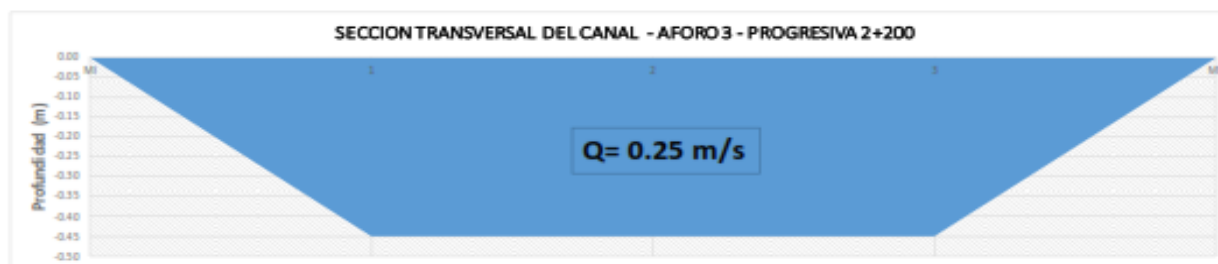 SECCION TRANSVERSAL DEL CANAL - AFORO 3 - PROGRESIVA 2+200
0.00
MI 1 2 3 M
-0.05
-0.10
-0.15
-0.20
-0.25
-0.30
-0.35
-0.40
-0.45
-0.50
Profundidad (m)
Q= 0.25 m/s